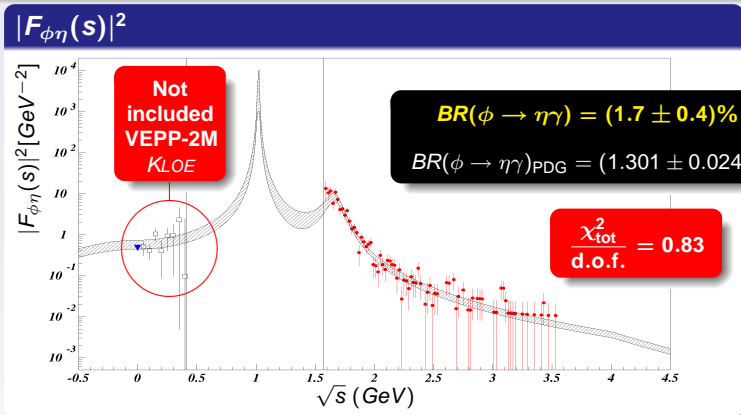 |Fφη(s)|²
|Fφη(s)|² [GeV⁻²]
10⁴
10³
10²
10
1
10⁻¹
10⁻²
10⁻³
Not
included
VEPP-2M
KLOE
BR(φ → ηγ) = (1.7 ± 0.4)%
BR(φ → ηγ)PDG = (1.301 ± 0.024
χ²tot
d.o.f. = 0.83
-0.5 0 0.5 1 1.5 2 2.5 3 3.5 4 4.5
√s (GeV)